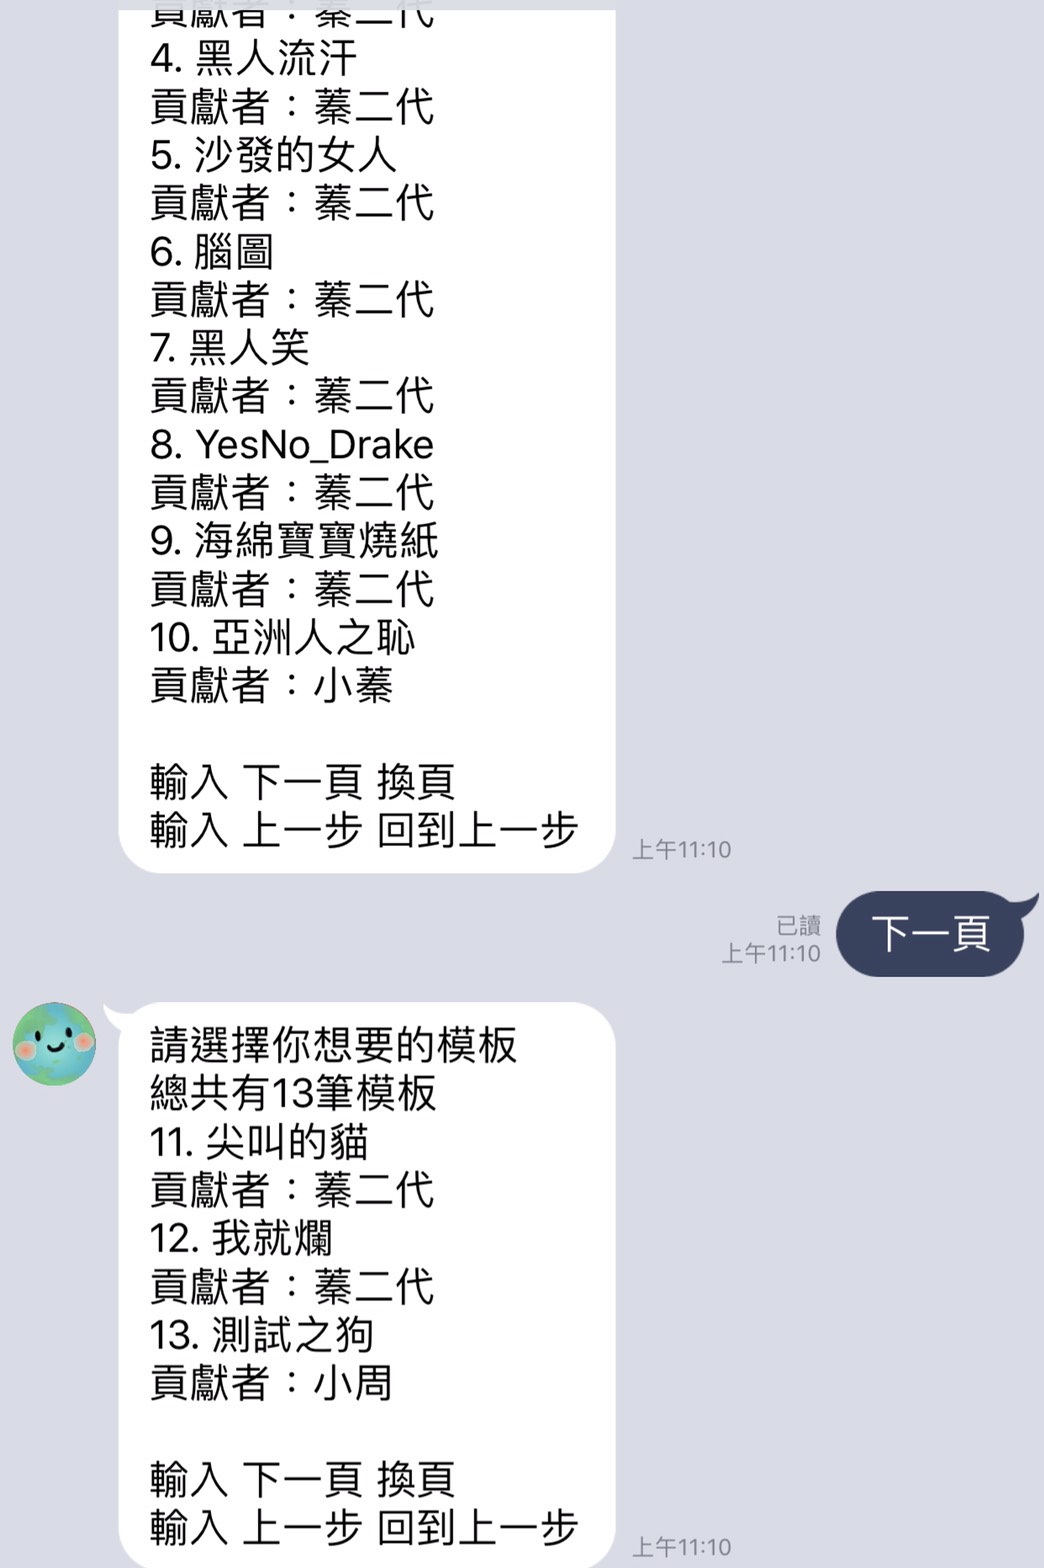 貢獻者：蓁二代
4. 黑人流汗
貢獻者：蓁二代
5. 沙發的女人
貢獻者：蓁二代
6. 腦圖
貢獻者：蓁二代
7. 黑人笑
貢獻者：蓁二代
8. YesNo_Drake
貢獻者：蓁二代
9. 海綿寶寶燒紙
貢獻者：蓁二代
10. 亞洲人之恥
貢獻者：小蓁
輸入 下一頁 換頁
輸入 上一步 回到上一步
上午11:10
已讀
上午11:10
下一頁
請選擇你想要的模板
總共有13筆模板
11. 尖叫的貓
貢獻者：蓁二代
12. 我就爛
貢獻者：蓁二代
13. 測試之狗
貢獻者：小周
輸入 下一頁 換頁
輸入 上一步 回到上一步
上午11:10